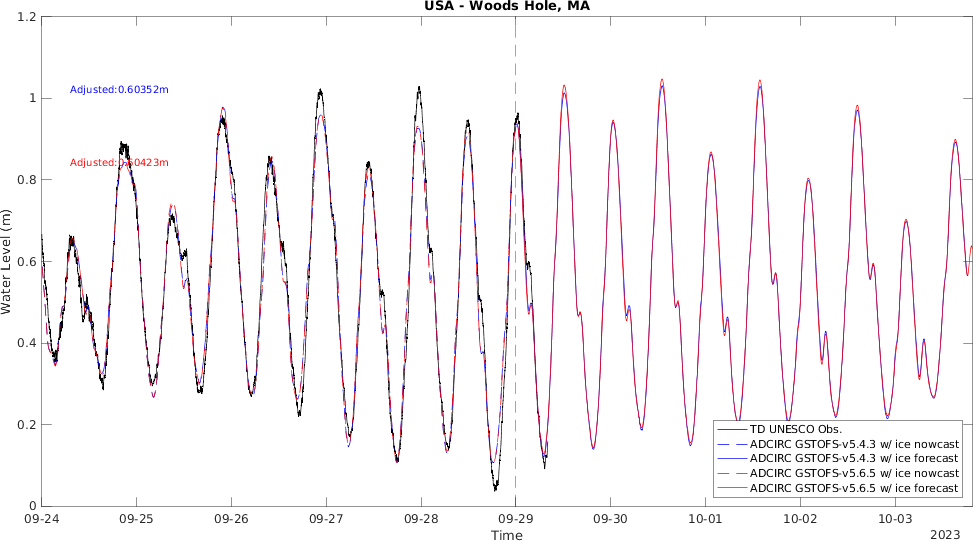 USA - Woods Hole, MA
1.2
1
0.8
0.6
0.4
0.2
0
Water Level (m)
Adjusted:0.60352m
Adjusted:0.60423m
TD UNESCO Obs.
ADCIRC GSTOFS-v5.4.3 w/ ice nowcast
ADCIRC GSTOFS-v5.4.3 w/ ice forecast
ADCIRC GSTOFS-v5.6.5 w/ ice nowcast
ADCIRC GSTOFS-v5.6.5 w/ ice forecast
09-24 09-25 09-26 09-27 09-28 09-29 09-30 10-01 10-02 10-03
Time
2023